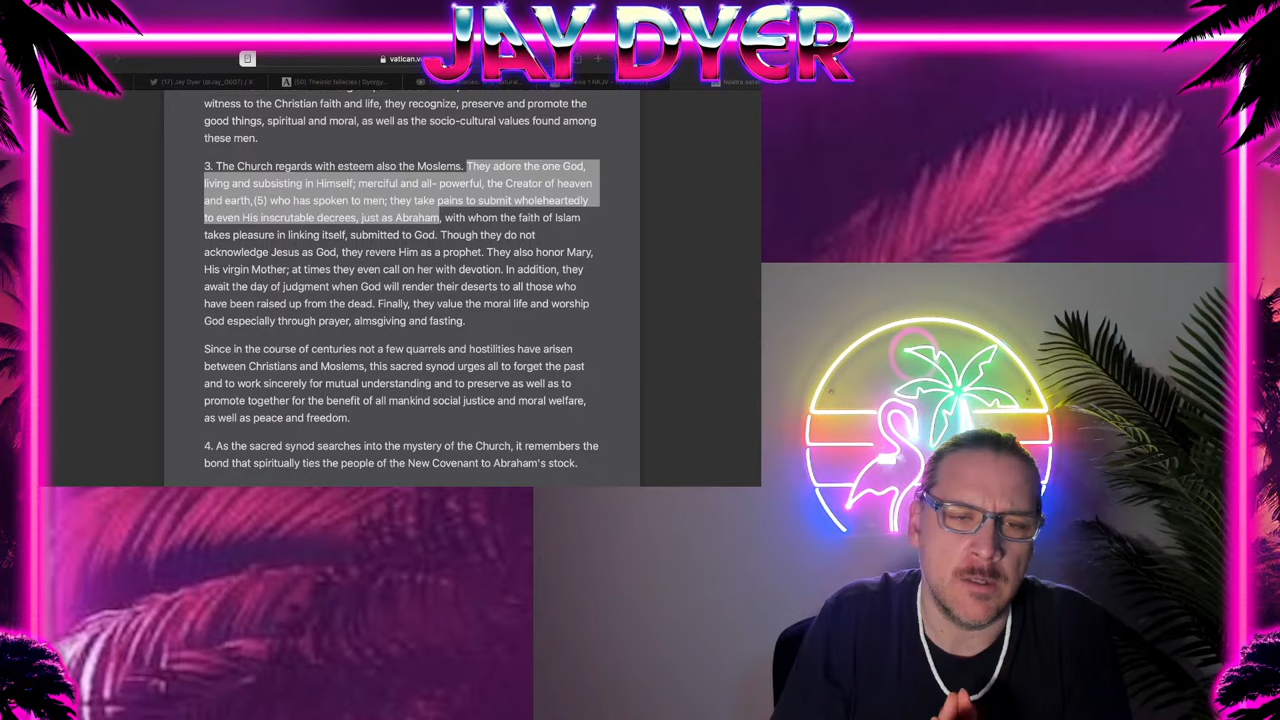 JAY DYER
vatican.v
(17) Jay Dyer (@Jay_D007) / X
(50) Theistic fallacies | Gyorgy...
witness to the Christian faith and life, they recognize, preserve and promote the
good things, spiritual and moral, as well as the socio-cultural values found among
these men.
3. The Church regards with esteem also the Moslems. They adore the one God,
living and subsisting in Himself; merciful and all- powerful, the Creator of heaven
and earth,(5) who has spoken to men; they take pains to submit wholeheartedly
to even His inscrutable decrees, just as Abraham, with whom the faith of Islam
takes pleasure in linking itself, submitted to God. Though they do not
acknowledge Jesus as God, they revere Him as a prophet. They also honor Mary,
His virgin Mother; at times they even call on her with devotion. In addition, they
await the day of judgment when God will render their deserts to all those who
have been raised up from the dead. Finally, they value the moral life and worship
God especially through prayer, almsgiving and fasting.
Since in the course of centuries not a few quarrels and hostilities have arisen
between Christians and Moslems, this sacred synod urges all to forget the past
and to work sincerely for mutual understanding and to preserve as well as to
promote together for the benefit of all mankind social justice and moral welfare,
as well as peace and freedom.
4. As the sacred synod searches into the mystery of the Church, it remembers the
bond that spiritually ties the people of the New Covenant to Abraham's stock.